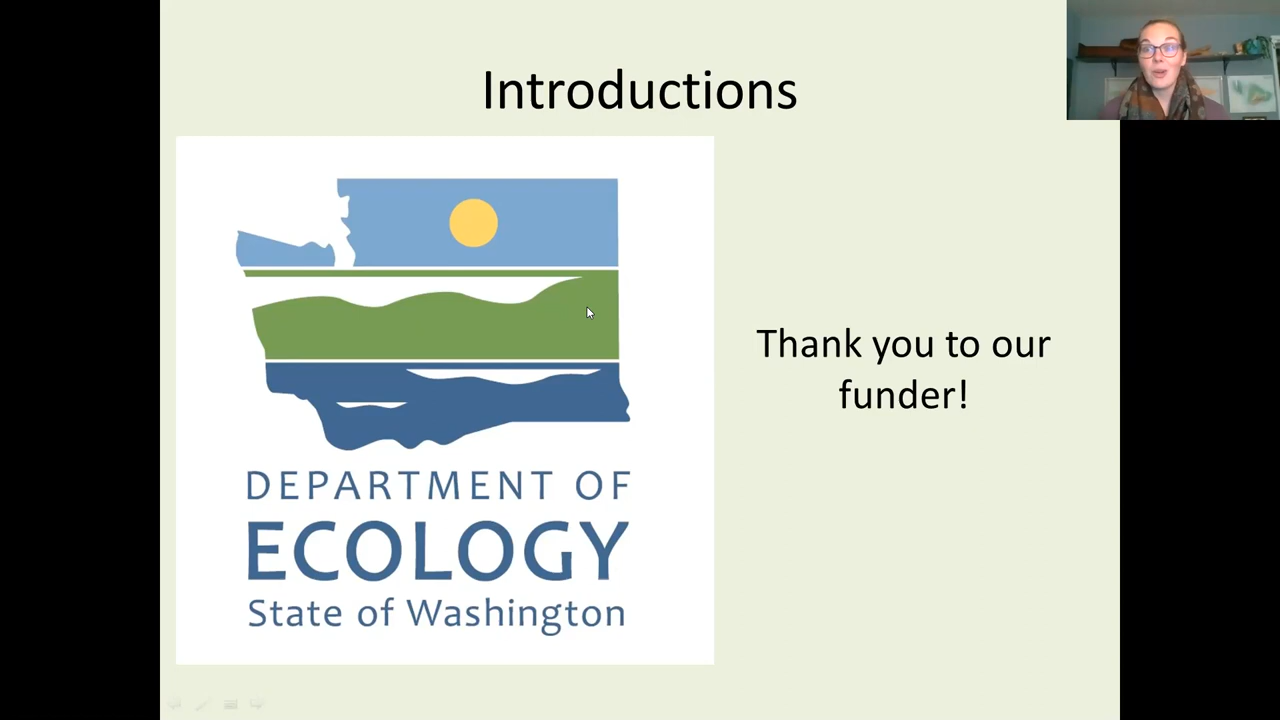 Introductions
DEPARTMENT OF
ECOLOGY
State of Washington
Thank you to our
funder!